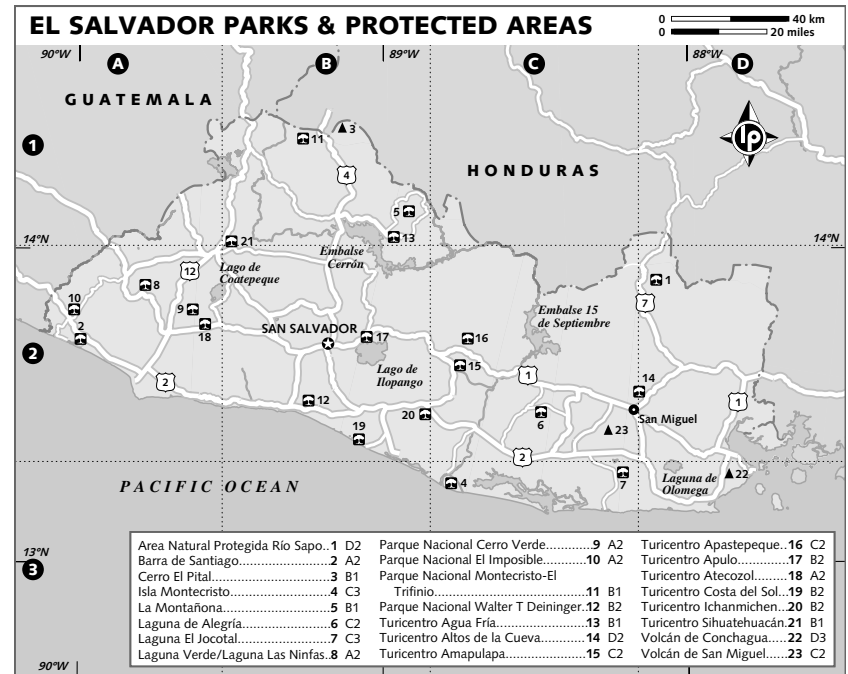 EL SALVADOR PARKS & PROTECTED AREAS
0 40 km
0 20 miles
90°W
89°W
88°W
A
B
C
D
GUATEMALA
1
11
3
4
HONDURAS
lp
5
13
14°N
21
14°N
Embalse
Cerrón
Lago de
Coatepeque
12
8
1
10
9
7
Embalse 15
de Septiembre
2
18
SAN SALVADOR
17
16
2
Lago de
Ilopango
15
1
14
2
12
1
20
6
San Miguel
19
23
2
PACIFIC OCEAN
4
7
Laguna de
Olomega
22
13°N
3
Area Natural Protegida Río Sapo..1 D2
Barra de Santiago.....................2 A2
Cerro El Pital............................3 B1
Isla Montecristo.......................4 C3
La Montañona.........................5 B1
Laguna de Alegría....................6 C2
Laguna El Jocotal.....................7 C3
Laguna Verde/Laguna Las Ninfas..8 A2
Parque Nacional Cerro Verde.............9 A2
Parque Nacional El Imposible...........10 A2
Parque Nacional Montecristo-El
Trifinio...................................11 B1
Parque Nacional Walter T Deininger..12 B2
Turicentro Agua Fría.......................13 B1
Turicentro Altos de la Cueva............14 D2
Turicentro Amapulapa.....................15 C2
Turicentro Apastepeque..16 C2
Turicentro Apulo...........17 B2
Turicentro Atecozol.......18 A2
Turicentro Costa del Sol..19 B2
Turicentro Ichanmichen..20 B2
Turicentro Sihuatehuacán.21 B1
Volcán de Conchagua....22 D3
Volcán de San Miguel.....23 C2
90°W
89°W
88°W